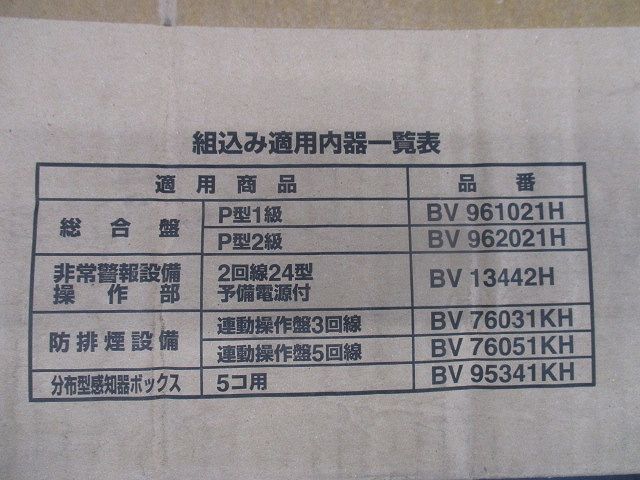 組込み適用内器一覧表
適用商品 品番
総合盤 P型1級 BV 961021H
P型2級 BV 962021H
非常警報設備 2回線24型 BV 13442H
操作部 予備電源付
防排煙設備 連動操作盤3回線 BV 76031KH
連動操作盤5回線 BV 76051KH
分布型感知器ボックス 5コ用 BV 95341KH